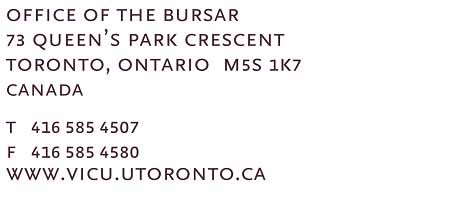 OFFICE OF THE BURSAR
73 QUEEN'S PARK CRESCENT
TORONTO, ONTARIO  M5S 1K7
CANADA
T  416 585 4507
F  416 585 4580
WWW.VICU.UTORONTO.CA